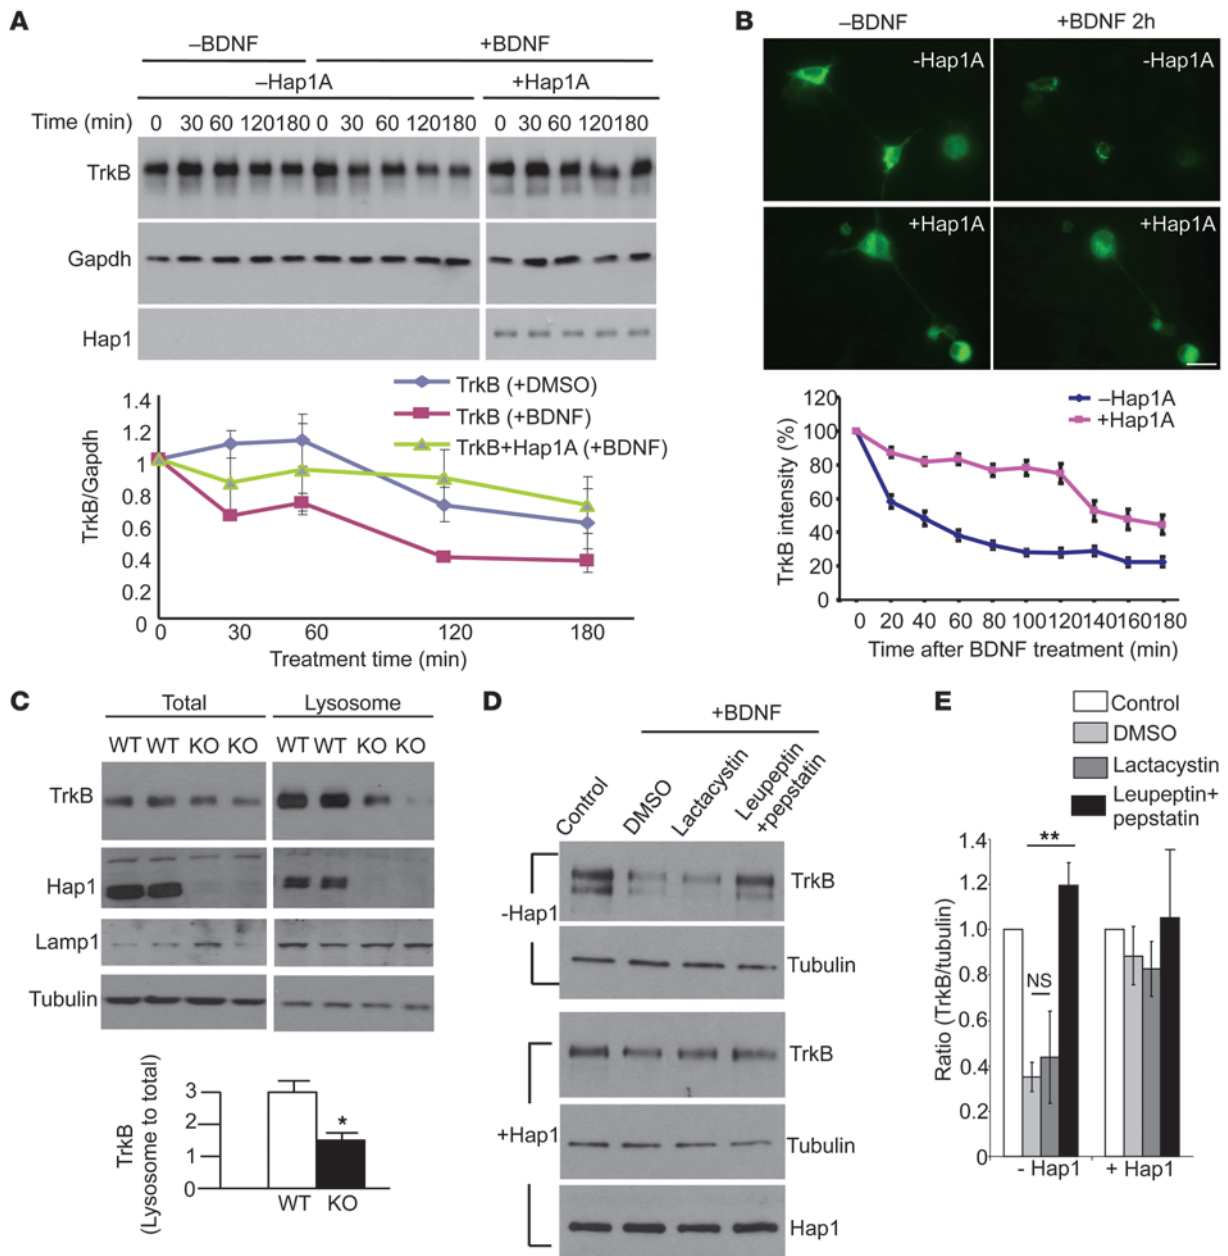 A
–BDNF +BDNF
–Hap1A +Hap1A
Time (min) 0 30 60 120 180 0 30 60 120 180 0 30 60 120 180
TrkB
Gapdh
Hap1
TrkB (+DMSO)
TrkB (+BDNF)
TrkB+Hap1A (+BDNF)
TrkB/Gapdh
1.4
1.2
1
0.8
0.6
0.4
0.2
0
0 30 60 120 180
Treatment time (min)
B
–BDNF +BDNF 2h
-Hap1A -Hap1A
+Hap1A +Hap1A
–Hap1A
+Hap1A
TrkB intensity (%)
120
100
80
60
40
20
0
0 20 40 60 80 100 120 140 160 180
Time after BDNF treatment (min)
C
Total Lysosome
WT WT KO KO WT WT KO KO
TrkB
Hap1
Lamp1
Tubulin
TrkB
(Lysosome to total)
3
2
1
0
*
WT KO
D
+BDNF
Control
DMSO
Lactacystin
Leupeptin
+pepstatin
-Hap1
TrkB
Tubulin
+Hap1
TrkB
Tubulin
Hap1
E
Control
DMSO
Lactacystin
Leupeptin+
pepstatin
Ratio (TrkB/tubulin)
1.4
1.2
1.0
0.8
0.6
0.4
0.2
0
**
NS
- Hap1 + Hap1